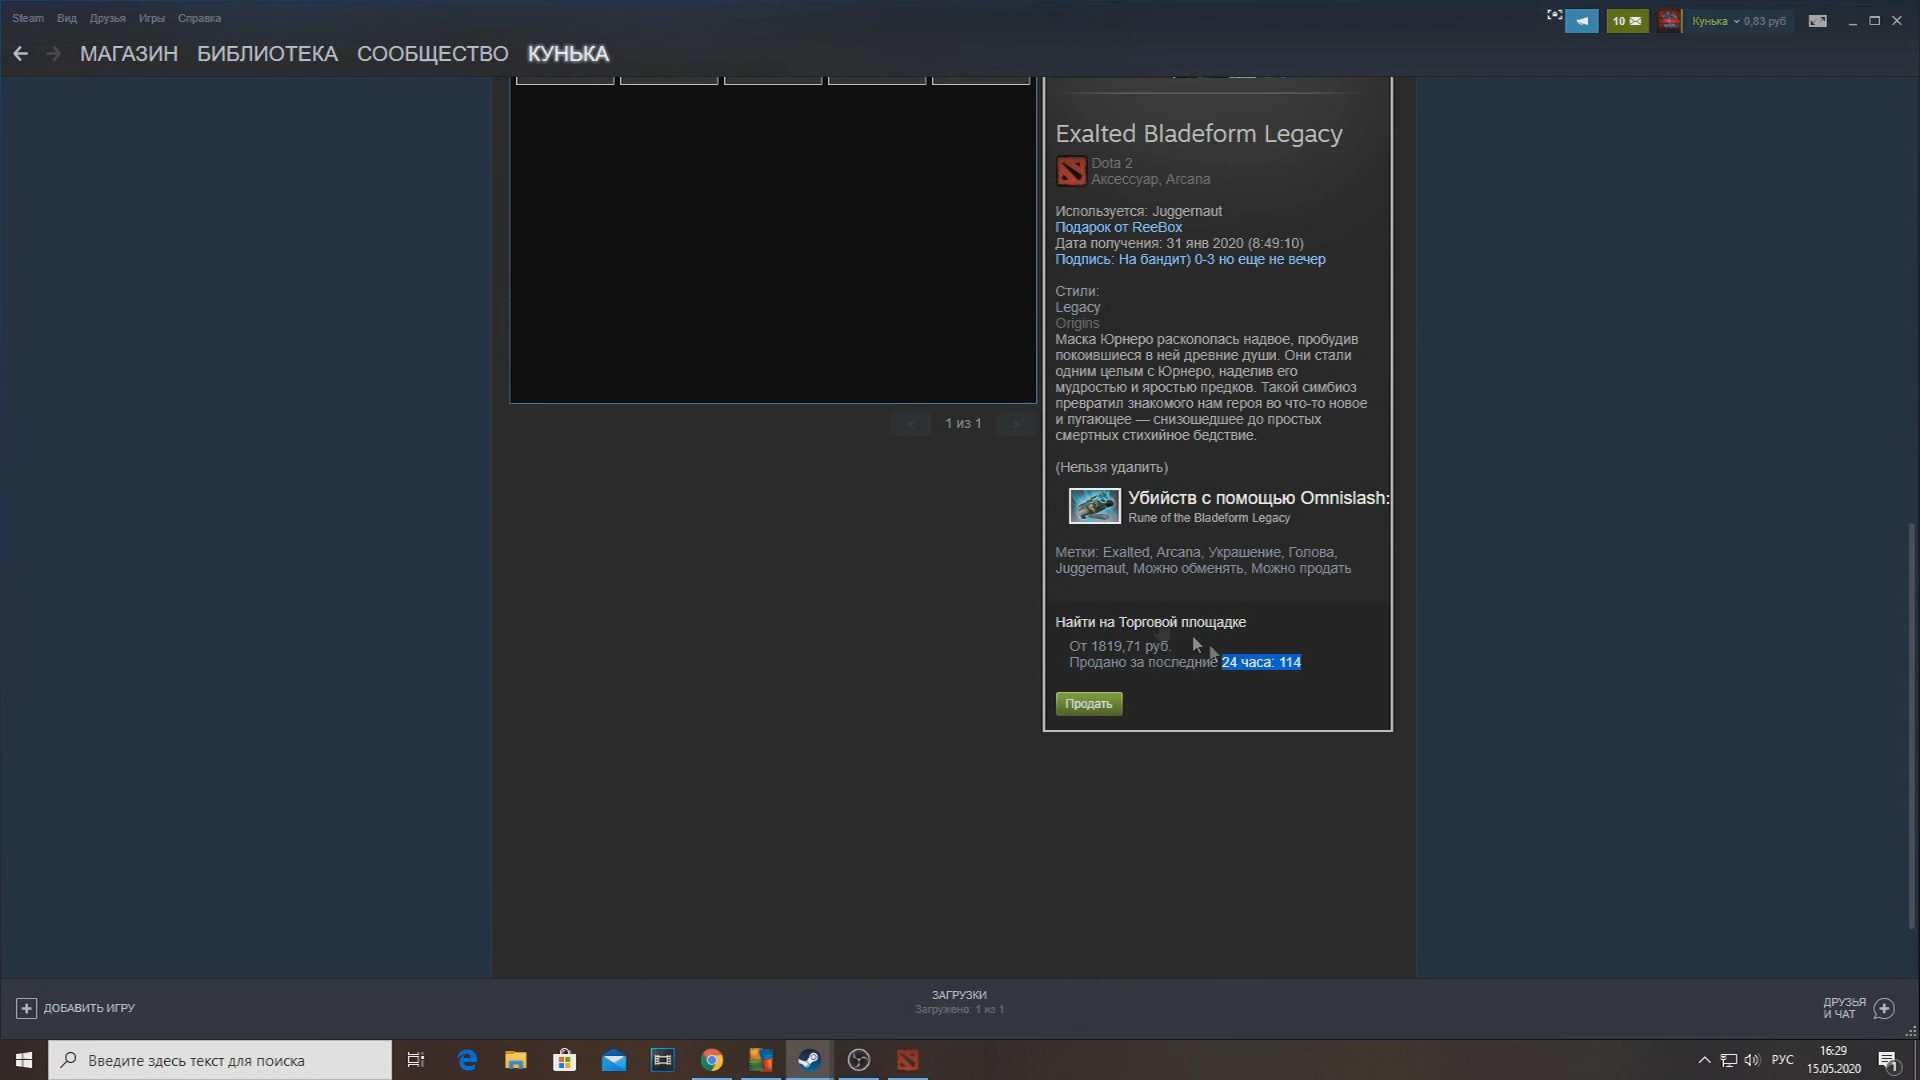 Steam Вид Друзья Игры Справка
10 Кунька 0,83 руб
МАГАЗИН БИБЛИОТЕКА СООБЩЕСТВО КУНЬКА
Exalted Bladeform Legacy
Dota 2
Аксессуар, Arcana
Используется: Juggernaut
Подарок от ReeBox
Дата получения: 31 янв 2020 (8:49:10)
Подпись: На бандит) 0-3 но еще не вечер
Стили:
Legacy
Origins
Маска Юрнеро раскололась надвое, пробудив
покоившиеся в ней древние души. Они стали
одним целым с Юрнеро, наделив его
мудростью и яростью предков. Такой симбиоз
превратил знакомого нам героя во что-то новое
и пугающее — снизошедшее до простых
смертных стихийное бедствие.
< 1 из 1 >
(Нельзя удалить)
Убийств с помощью Omnislash:
Rune of the Bladeform Legacy
Метки: Exalted, Arcana, Украшение, Голова,
Juggernaut, Можно обменять, Можно продать
Найти на Торговой площадке
От 1819,71 руб.
Продано за последние 24 часа: 114
Продать
ДОБАВИТЬ ИГРУ
ЗАГРУЗКИ
Загружено: 1 из 1
ДРУЗЬЯ
И ЧАТ
Введите здесь текст для поиска
РУС
16:29
15.05.2020
1